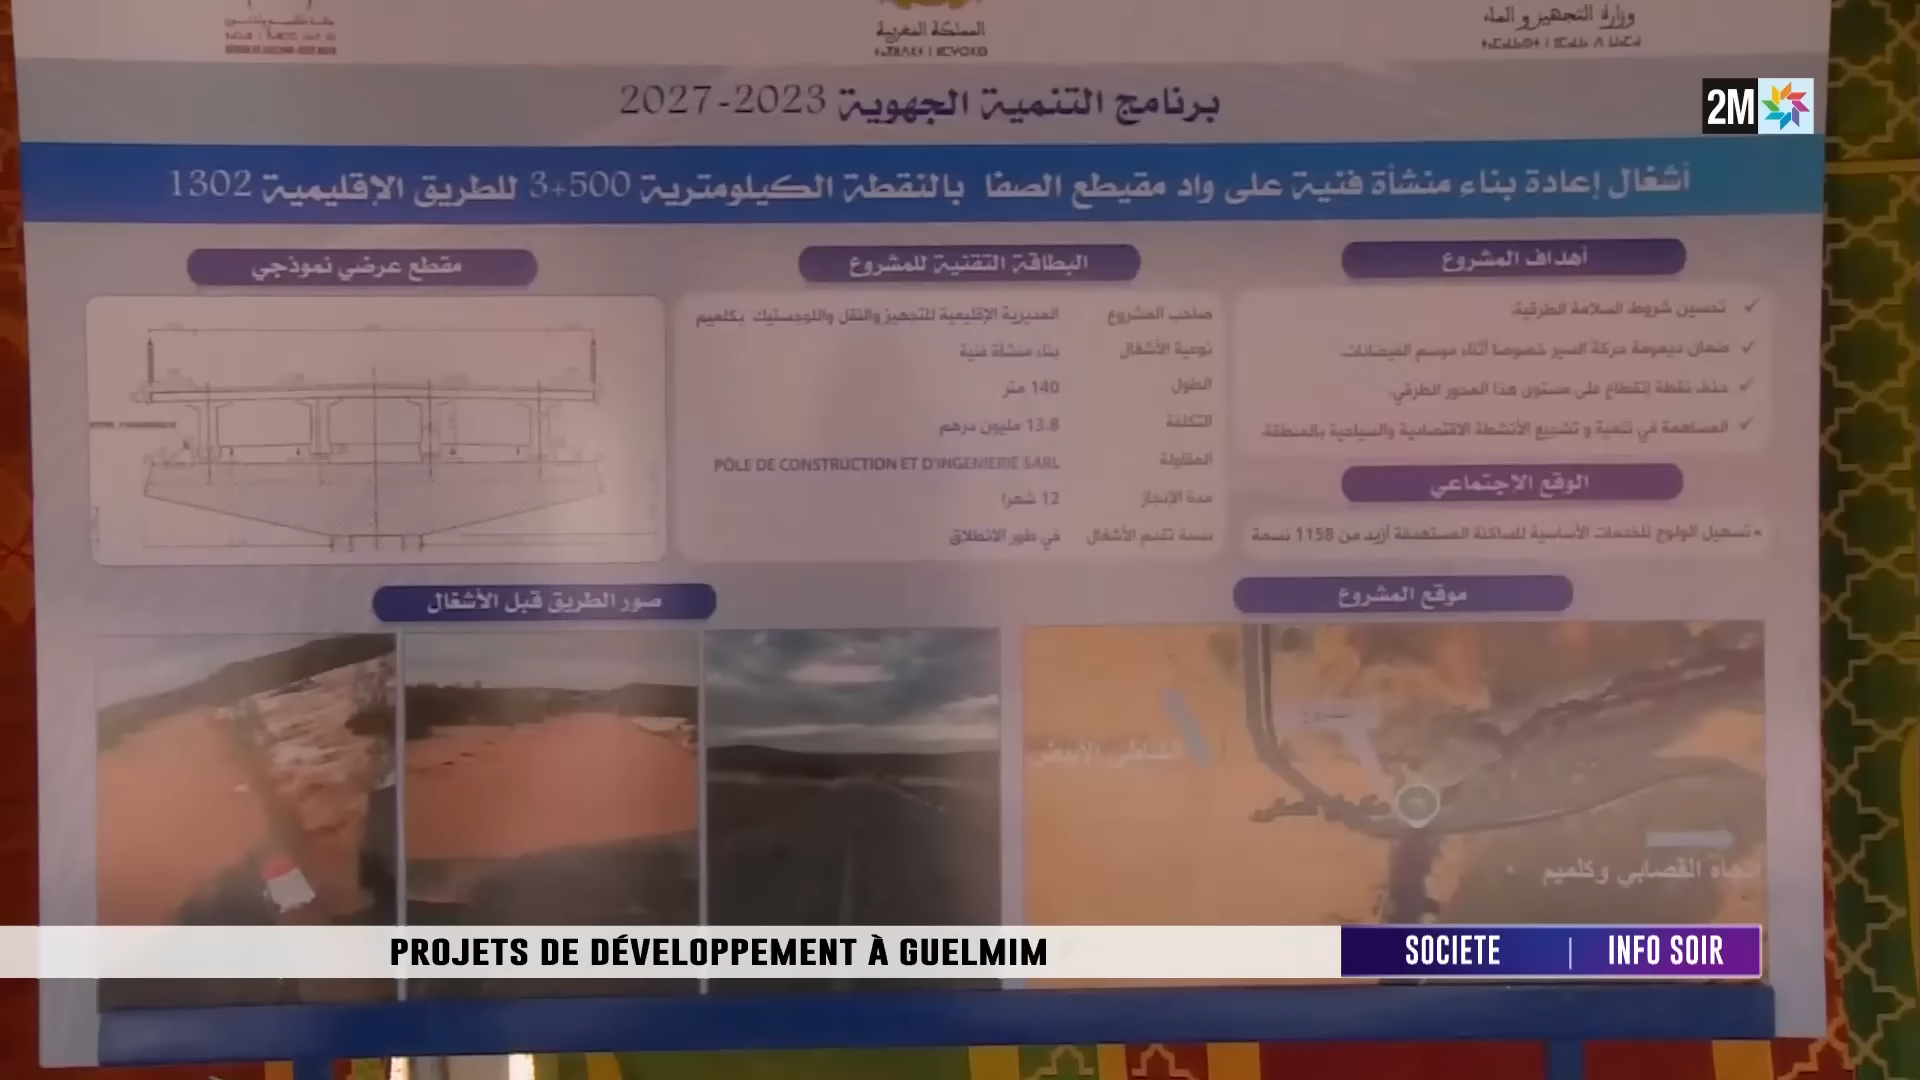 المملكة المغربية
وزارة التجهيز و الماء
برنامج التنمية الجهوية 2023-2027
2M
أشغال إعادة بناء منشأة فنية على واد مقيطع الصفا بالنقطة الكيلومترية 500+3 للطريق الإقليمية 1302
أهداف المشروع
✓ تحسين شروط السلامة الطرقية.
✓ ضمان ديمومة حركة السير خصوصا أثناء موسم الفيضانات.
✓ حذف نقطة إنقطاع على مستوى هذا المحور الطرقي.
✓ المساهمة في تنمية و تشجيع الأنشطة الاقتصادية والسياحية بالمنطقة.
الوقع الإجتماعي
• تسهيل الولوج للخدمات الأساسية للساكنة المستهدفة أزيد من 1158 نسمة
البطاقة التقنية للمشروع
صاحب المشروع المديرية الإقليمية للتجهيز والنقل واللوجستيك بكلميم
نوعية الأشغال بناء منشأة فنية
الطول 140 متر
التكلفة 13.8 مليون درهم
المقاولة PÔLE DE CONSTRUCTION ET D'INGENIERIE SARL
مدة الإنجاز 12 شهرا
نسبة تقدم الأشغال في طور الانطلاق
مقطع عرضي نموذجي
موقع المشروع
الشاطئ الأبيض
اتجاه القصابي وكلميم
صور الطريق قبل الأشغال
PROJETS DE DÉVELOPPEMENT À GUELMIM
SOCIETE | INFO SOIR